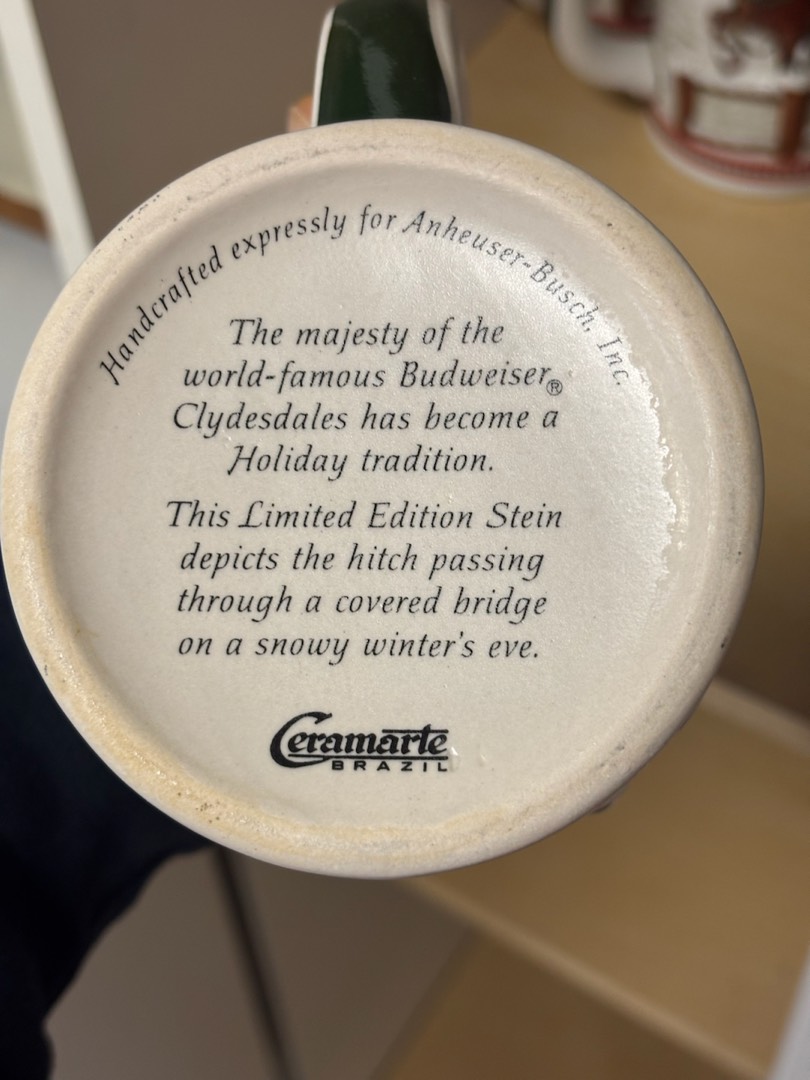 Handcrafted expressly for Anheuser-Busch, Inc.
The majesty of the
world-famous Budweiser®
Clydesdales has become a
Holiday tradition.
This Limited Edition Stein
depicts the hitch passing
through a covered bridge
on a snowy winter's eve.
Ceramarte
BRAZIL